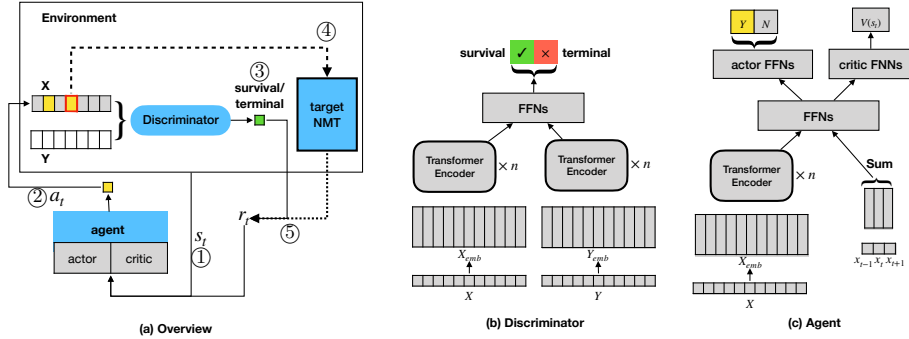 Environment
④
X
③
survival/
terminal
Discriminator
target
NMT
Y
② a_t
agent
actor
critic
s_t
①
r_t
⑤
(a) Overview
survival
✓
×
terminal
FFNs
Transformer
Encoder
× n
Transformer
Encoder
× n
X_emb
Y_emb
X
Y
(b) Discriminator
Y
N
V(s_t)
actor FFNs
critic FNNs
FFNs
Transformer
Encoder
× n
Sum
X_emb
x_{t-1} x_t x_{t+1}
X
(c) Agent